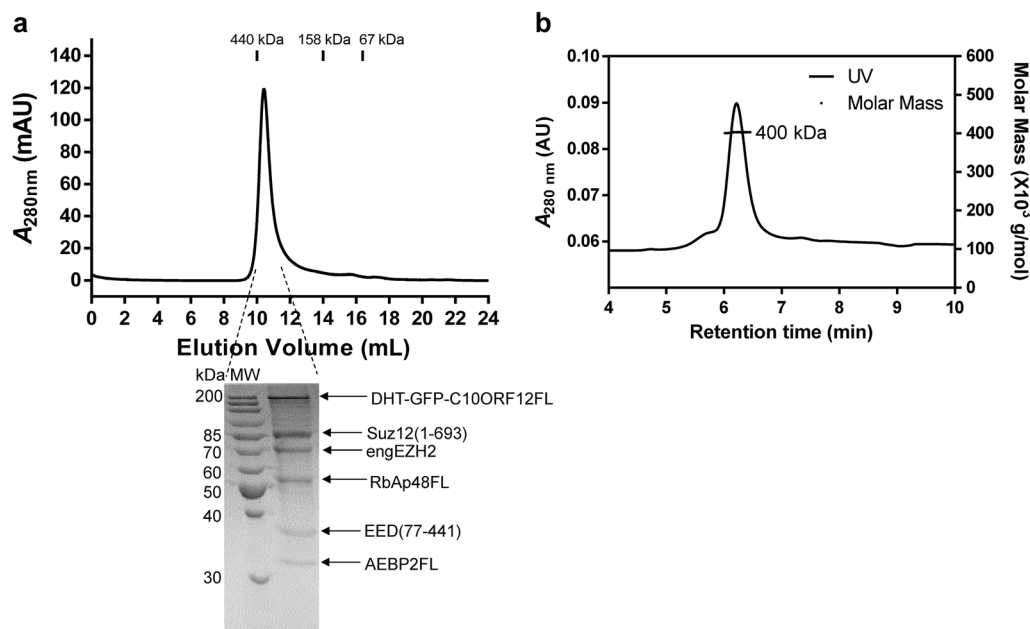 a
440 kDa 158 kDa 67 kDa
140
120
100
80
60
40
20
0
A280nm (mAU)
0 2 4 6 8 10 12 14 16 18 20 22 24
Elution Volume (mL)
kDa MW
200
85
70
60
50
40
30
DHT-GFP-C10ORF12FL
Suz12(1-693)
engEZH2
RbAp48FL
EED(77-441)
AEBP2FL
b
0.10
0.09
0.08
0.07
0.06
A280 nm (AU)
UV
Molar Mass
400 kDa
600
500
400
300
200
100
0
Molar Mass (X10³ g/mol)
4 5 6 7 8 9 10
Retention time (min)